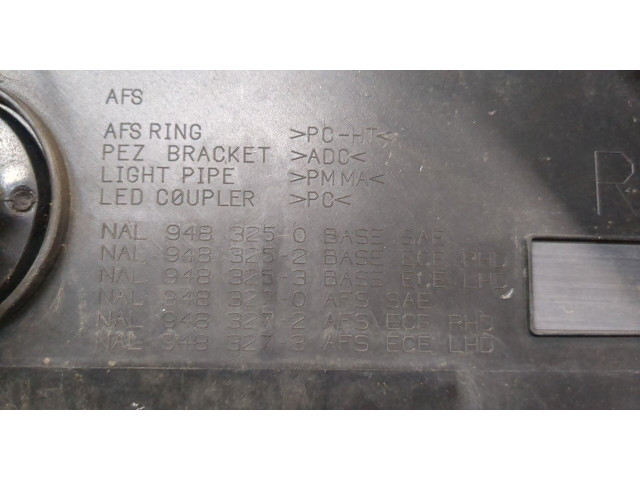 AFS
AFS RING >PC-HT<
PEZ BRACKET >ADC<
LIGHT PIPE >PMMA<
LED COUPLER >PC<
NAL 948 325-0 BASE SAE
NAL 948 325-2 BASE ECE RHD
NAL 948 325-3 BASE ECE LHD
NAL 948 327-0 AFS SAE
NAL 948 327-2 AFS ECE RHD
NAL 949 327-3 AFS ECE LHD
R